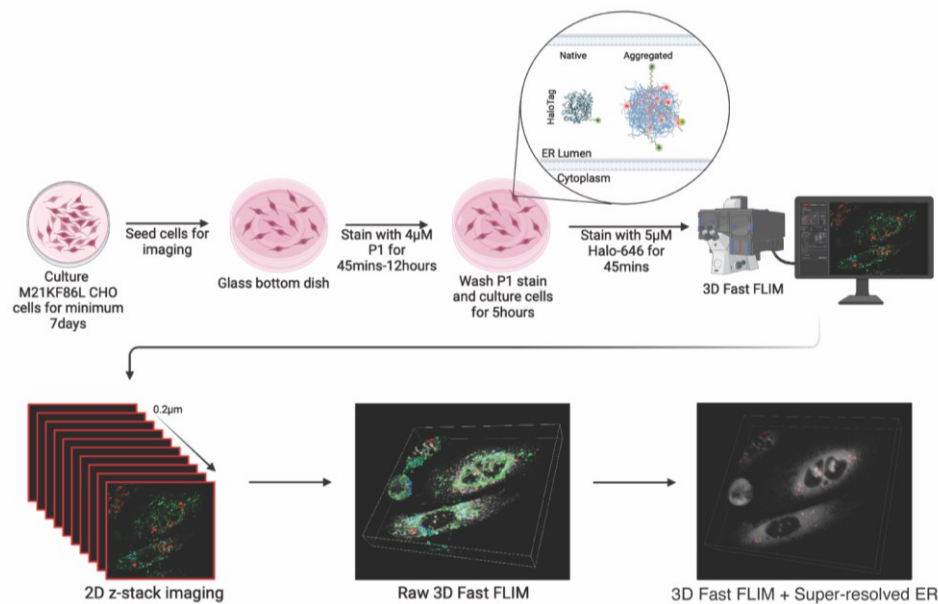 Native
Aggregated
HaloTag
ER Lumen
Cytoplasm
Seed cells for
imaging
Stain with 4μM
P1 for
45mins-12hours
Stain with 5μM
Halo-646 for
45mins
Culture
M21KF86L CHO
cells for minimum
7days
Glass bottom dish
Wash P1 stain
and culture cells
for 5hours
3D Fast FLIM
0.2μm
2D z-stack imaging
Raw 3D Fast FLIM
3D Fast FLIM + Super-resolved ER